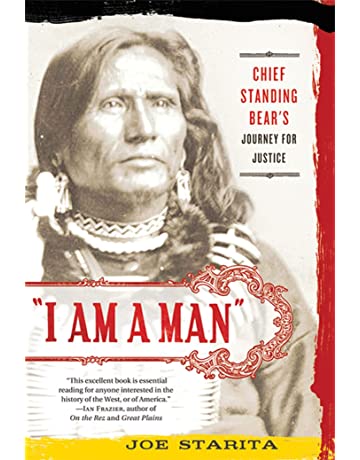 CHIEF
STANDING
BEAR'S
JOURNEY FOR
JUSTICE
"I AM A MAN"
"This excellent book is essential
reading for anyone interested in the
history of the West, or of America."
—IAN FRAZIER, author of
On the Rez and Great Plains
JOE STARITA